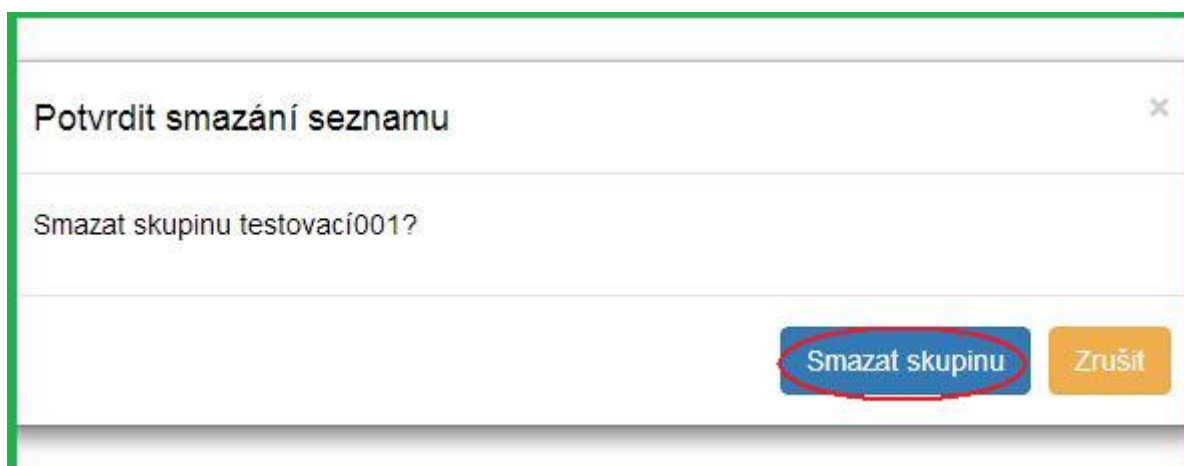 Potvrdit smazání seznamu
×
Smazat skupinu testovací001?
Smazat skupinu
Zrušit